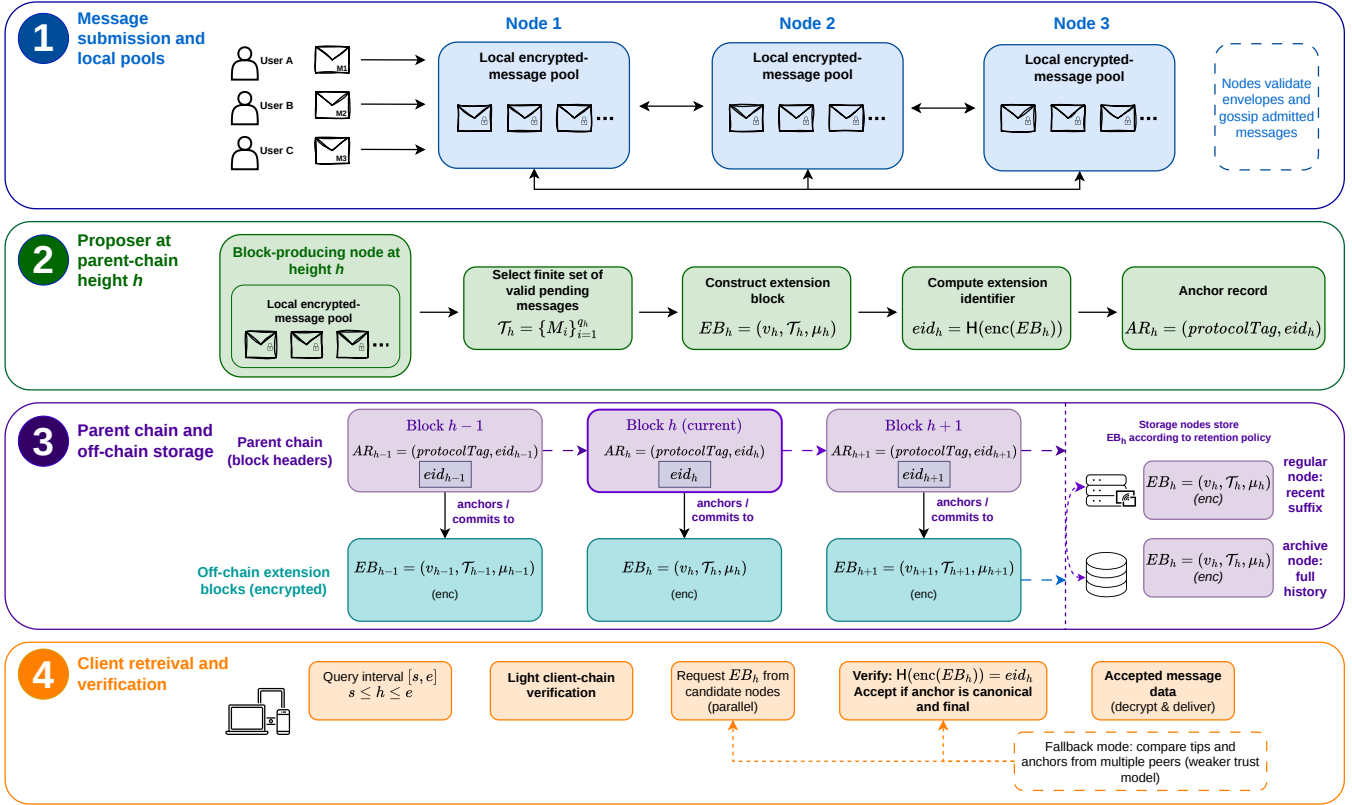 1
Message
submission and
local pools
User A
M1
User B
M2
User C
M3
Node 1
Local encrypted-
message pool
...
Node 2
Local encrypted-
message pool
...
Node 3
Local encrypted-
message pool
...
Nodes validate
envelopes and
gossip admitted
messages
2
Proposer at
parent-chain
height h
Block-producing node at
height h
Local encrypted-
message pool
...
Select finite set of
valid pending
messages
𝒯_h = {M_i}_{i=1}^{q_h}
Construct extension
block
EB_h = (v_h, 𝒯_h, μ_h)
Compute extension
identifier
eid_h = H(enc(EB_h))
Anchor record
AR_h = (protocolTag, eid_h)
3
Parent chain and
off-chain storage
Parent chain
(block headers)
Block h − 1
AR_{h−1} = (protocolTag, eid_{h−1})
eid_{h−1}
Block h (current)
AR_h = (protocolTag, eid_h)
eid_h
Block h + 1
AR_{h+1} = (protocolTag, eid_{h+1})
eid_{h+1}
anchors /
commits to
anchors /
commits to
anchors /
commits to
Off-chain extension
blocks (encrypted)
EB_{h−1} = (v_{h−1}, 𝒯_{h−1}, μ_{h−1})
(enc)
EB_h = (v_h, 𝒯_h, μ_h)
(enc)
EB_{h+1} = (v_{h+1}, 𝒯_{h+1}, μ_{h+1})
(enc)
Storage nodes store
EB_h according to retention policy
EB_h = (v_h, 𝒯_h, μ_h)
(enc)
regular
node:
recent
suffix
EB_h = (v_h, 𝒯_h, μ_h)
(enc)
archive
node:
full
history
4
Client retreival and
verification
Query interval [s, e]
s ≤ h ≤ e
Light client-chain
verification
Request EB_h from
candidate nodes
(parallel)
Verify: H(enc(EB_h)) = eid_h
Accept if anchor is canonical
and final
Accepted message
data
(decrypt & deliver)
Fallback mode: compare tips and
anchors from multiple peers (weaker trust
model)